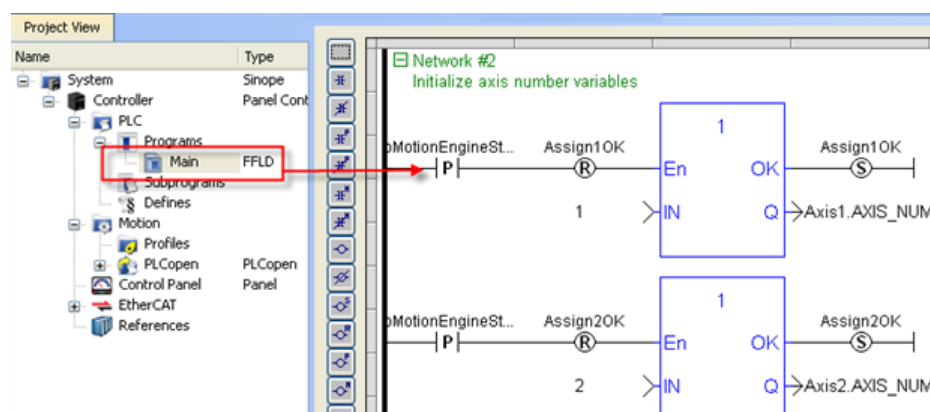 Project View
Name Type
System Sinope
Controller Panel Cont
PLC
Programs
Main FFLD
Subprograms
Defines
Motion
Profiles
PLCopen PLCopen
Control Panel Panel
EtherCAT
References
Network #2
Initialize axis number variables
1
MotionEngineSt... Assign1OK Assign1OK
P R En OK S
1 IN Q Axis1.AXIS_NUM
1
MotionEngineSt... Assign2OK Assign2OK
P R En OK S
2 IN Q Axis2.AXIS_NUM